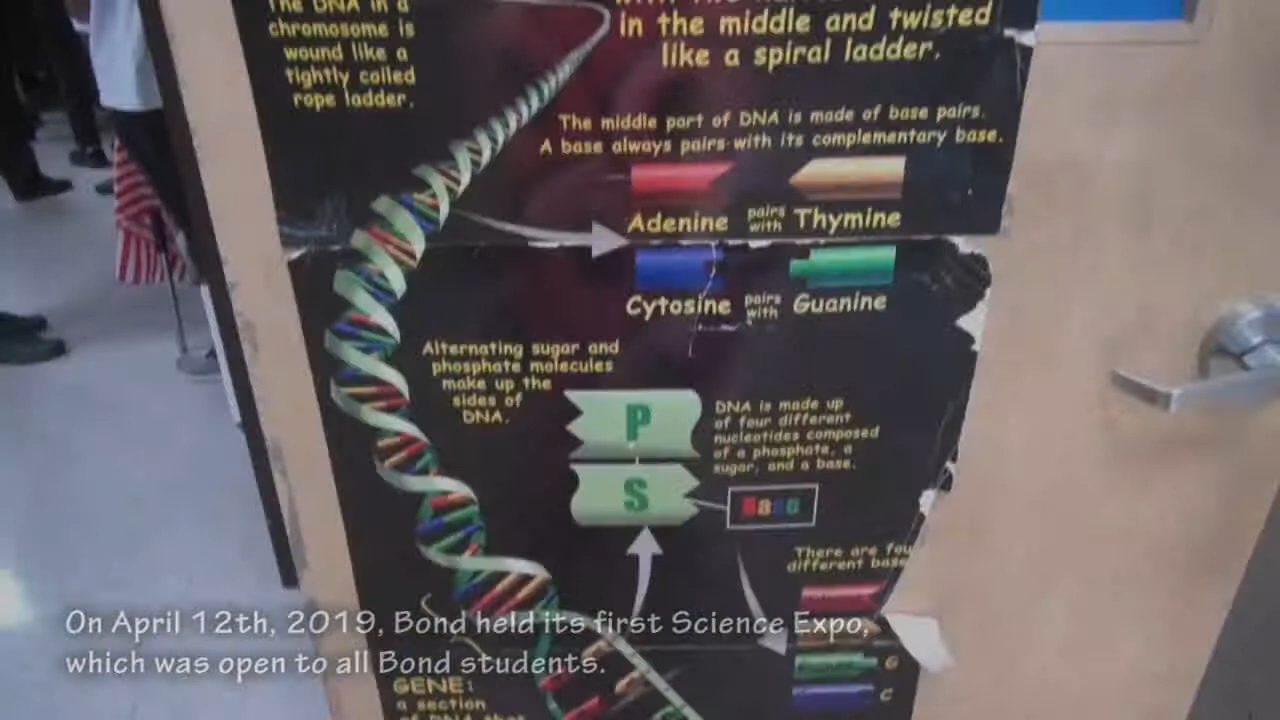 The DNA in a
chromosome is
wound like a
tightly coiled
rope ladder.
in the middle and twisted
like a spiral ladder.
The middle part of DNA is made of base pairs.
A base always pairs with its complementary base.
Adenine pairs with Thymine
Cytosine pairs with Guanine
Alternating sugar and
phosphate molecules
make up the
sides of
DNA.
P
S
DNA is made up
of four different
nucleotides composed
of a phosphate, a
sugar, and a base.
Base
There are fou
different base
G
C
GENE:
a section
On April 12th, 2019, Bond held its first Science Expo,
which was open to all Bond students.